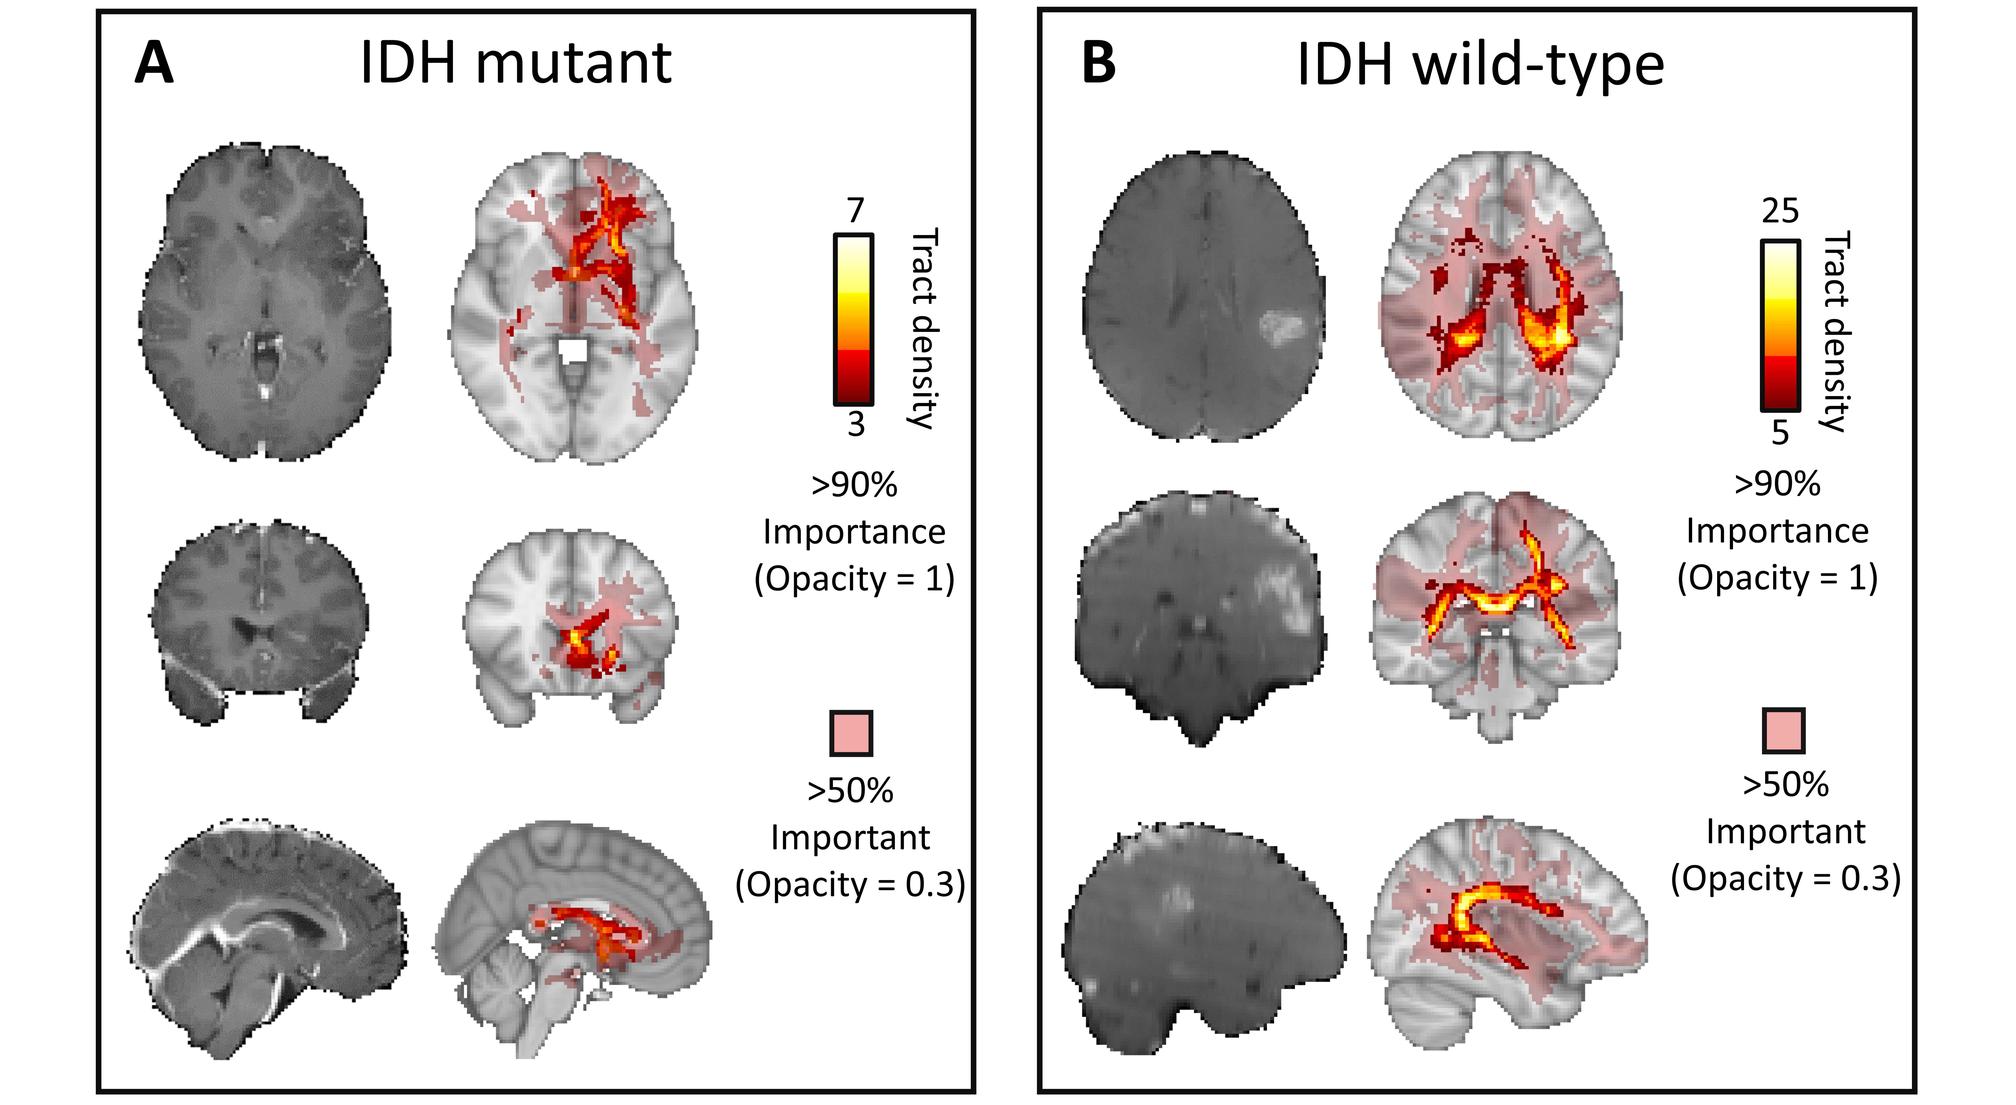 A
IDH mutant
7
Tract density
3
>90%
Importance
(Opacity = 1)
>50%
Important
(Opacity = 0.3)
B
IDH wild-type
25
Tract density
5
>90%
Importance
(Opacity = 1)
>50%
Important
(Opacity = 0.3)